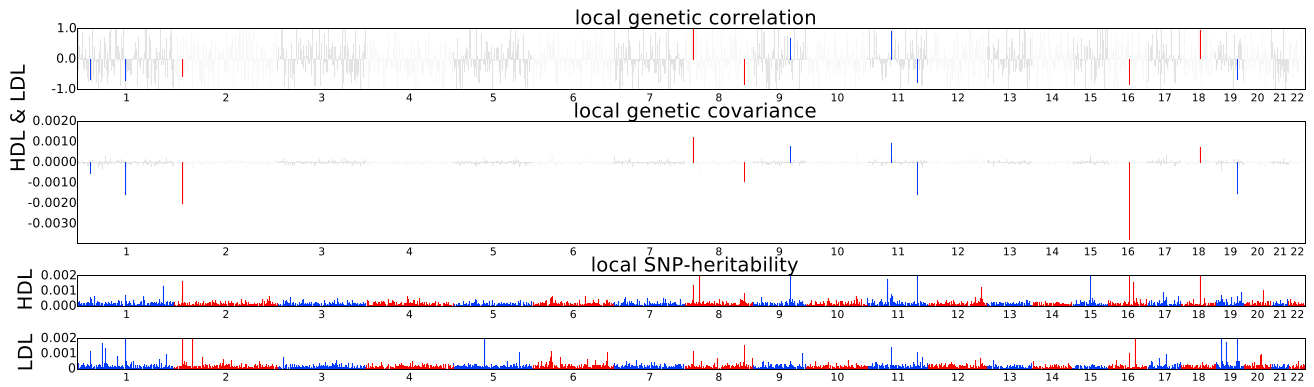 local genetic correlation
1.0
0.0
-1.0
1 2 3 4 5 6 7 8 9 10 11 12 13 14 15 16 17 18 19 20 21 22
HDL & LDL
local genetic covariance
0.0020
0.0010
0.0000
-0.0010
-0.0020
-0.0030
1 2 3 4 5 6 7 8 9 10 11 12 13 14 15 16 17 18 19 20 21 22
local SNP-heritability
HDL
0.002
0.001
0.000
1 2 3 4 5 6 7 8 9 10 11 12 13 14 15 16 17 18 19 20 21 22
LDL
0.002
0.001
0
1 2 3 4 5 6 7 8 9 10 11 12 13 14 15 16 17 18 19 20 21 22